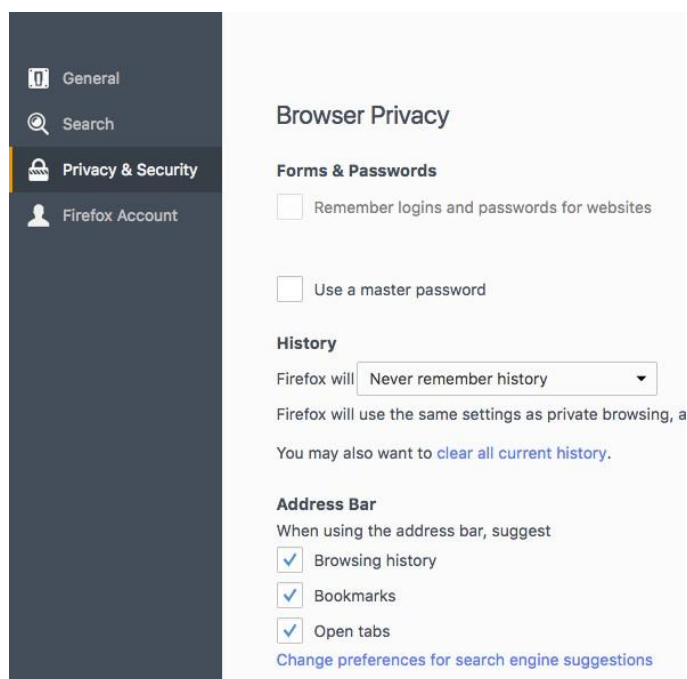 General
Search
Privacy & Security
Firefox Account
Browser Privacy
Forms & Passwords
Remember logins and passwords for websites
Use a master password
History
Firefox will Never remember history
Firefox will use the same settings as private browsing, a
You may also want to clear all current history.
Address Bar
When using the address bar, suggest
Browsing history
Bookmarks
Open tabs
Change preferences for search engine suggestions